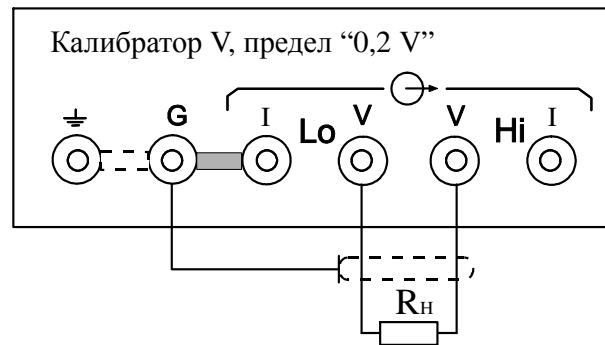 Калибратор V, предел “0,2 V”
G I Lo V V Hi I
Rн